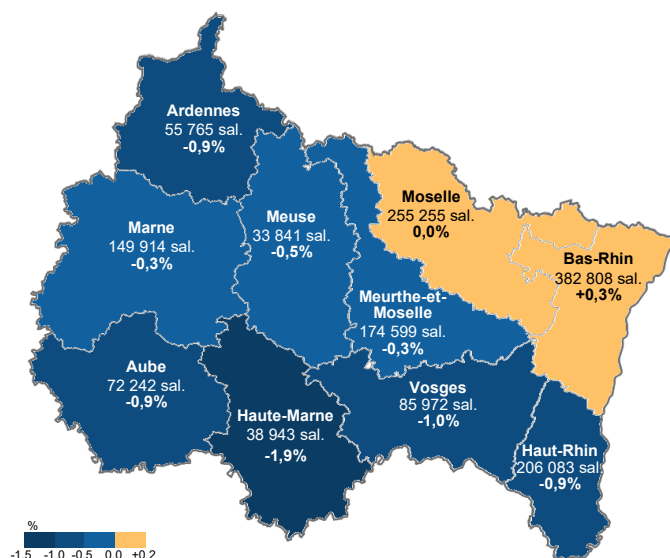 Ardennes
55 765 sal.
-0,9%
Moselle
255 255 sal.
0,0%
Marne
149 914 sal.
-0,3%
Meuse
33 841 sal.
-0,5%
Bas-Rhin
382 808 sal.
+0,3%
Meurthe-et-
Moselle
174 599 sal.
-0,3%
Aube
72 242 sal.
-0,9%
Haute-Marne
38 943 sal.
-1,9%
Vosges
85 972 sal.
-1,0%
Haut-Rhin
206 083 sal.
-0,9%
%
-1.5 -1.0 -0.5 0.0 +0.2